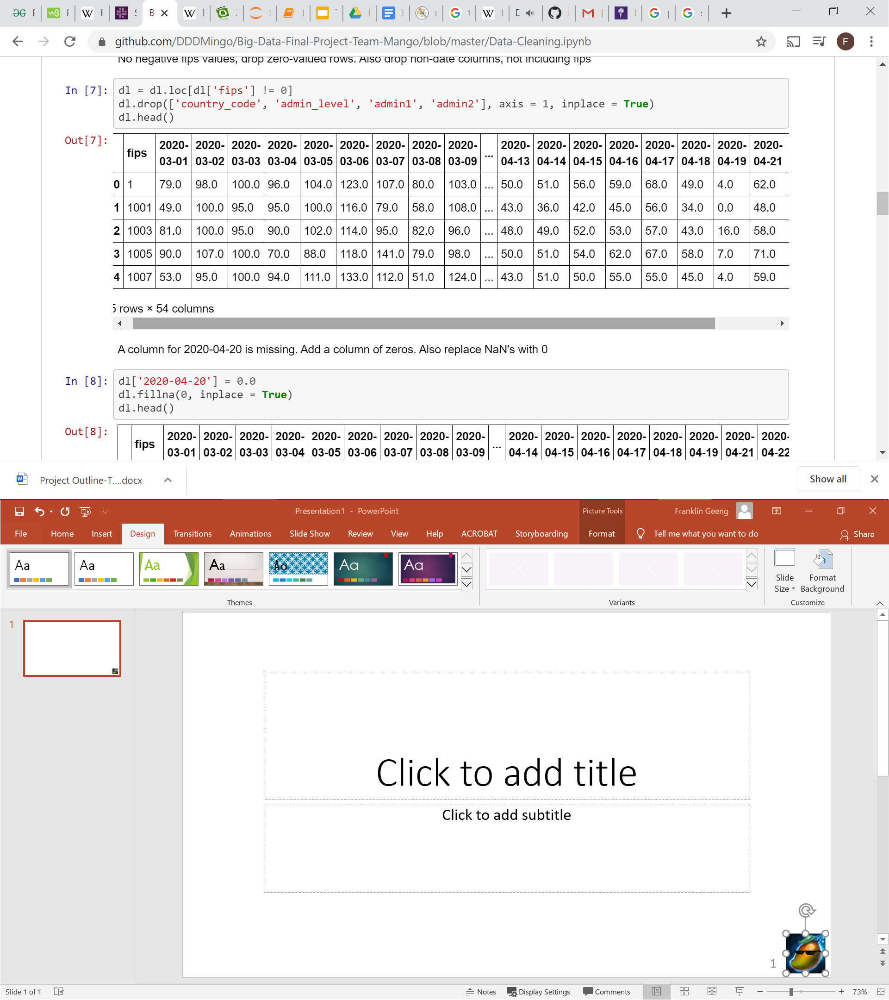 github.com/DDDMingo/Big-Data-Final-Project-Team-Mango/blob/master/Data-Cleaning.ipynb
F
No negative fips values, drop zero-valued rows. Also drop non-date columns, not including fips
In [7]: dl = dl.loc[dl['fips'] != 0]
dl.drop(['country_code', 'admin_level', 'admin1', 'admin2'], axis = 1, inplace = True)
dl.head()
Out[7]:
fips 2020-03-01 2020-03-02 2020-03-03 2020-03-04 2020-03-05 2020-03-06 2020-03-07 2020-03-08 2020-03-09 ... 2020-04-13 2020-04-14 2020-04-15 2020-04-16 2020-04-17 2020-04-18 2020-04-19 2020-04-21
0 1 79.0 98.0 100.0 96.0 104.0 123.0 107.0 80.0 103.0 ... 50.0 51.0 56.0 59.0 68.0 49.0 4.0 62.0
1 1001 49.0 100.0 95.0 95.0 100.0 116.0 79.0 58.0 108.0 ... 43.0 36.0 42.0 45.0 56.0 34.0 0.0 48.0
2 1003 81.0 100.0 95.0 90.0 102.0 114.0 95.0 82.0 96.0 ... 48.0 49.0 52.0 53.0 57.0 43.0 16.0 58.0
3 1005 90.0 107.0 100.0 70.0 88.0 118.0 141.0 79.0 98.0 ... 50.0 51.0 54.0 62.0 67.0 58.0 7.0 71.0
4 1007 53.0 95.0 100.0 94.0 111.0 133.0 112.0 51.0 124.0 ... 43.0 51.0 50.0 55.0 55.0 45.0 4.0 59.0
5 rows × 54 columns
A column for 2020-04-20 is missing. Add a column of zeros. Also replace NaN's with 0
In [8]: dl['2020-04-20'] = 0.0
dl.fillna(0, inplace = True)
dl.head()
Out[8]:
fips 2020-03-01 2020-03-02 2020-03-03 2020-03-04 2020-03-05 2020-03-06 2020-03-07 2020-03-08 2020-03-09 ... 2020-04-14 2020-04-15 2020-04-16 2020-04-17 2020-04-18 2020-04-19 2020-04-21 2020-04-22
Project Outline-T....docx Show all
Presentation1 - PowerPoint Picture Tools Franklin Geeng
File Home Insert Design Transitions Animations Slide Show Review View Help ACROBAT Storyboarding Format Tell me what you want to do Share
Aa Aa Aa Aa Aa Aa Aa
Slide Size Format Background
Themes Variants Customize
1
Click to add title
Click to add subtitle
1
Slide 1 of 1 Notes Display Settings Comments 73%